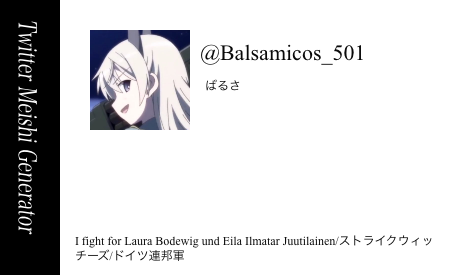 Twitter Meishi Generator
@Balsamicos_501
ばるさ
I fight for Laura Bodewig und Eila Ilmatar Juutilainen/ストライクウィッ
チーズ/ドイツ連邦軍